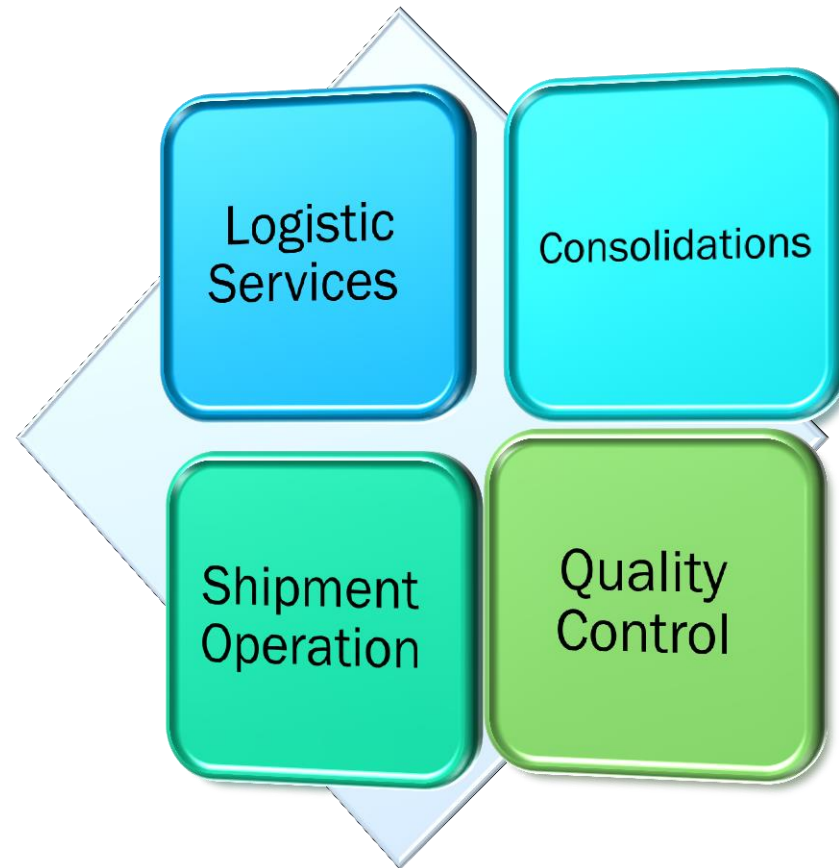 Logistic
Services
Consolidations
Shipment
Operation
Quality
Control